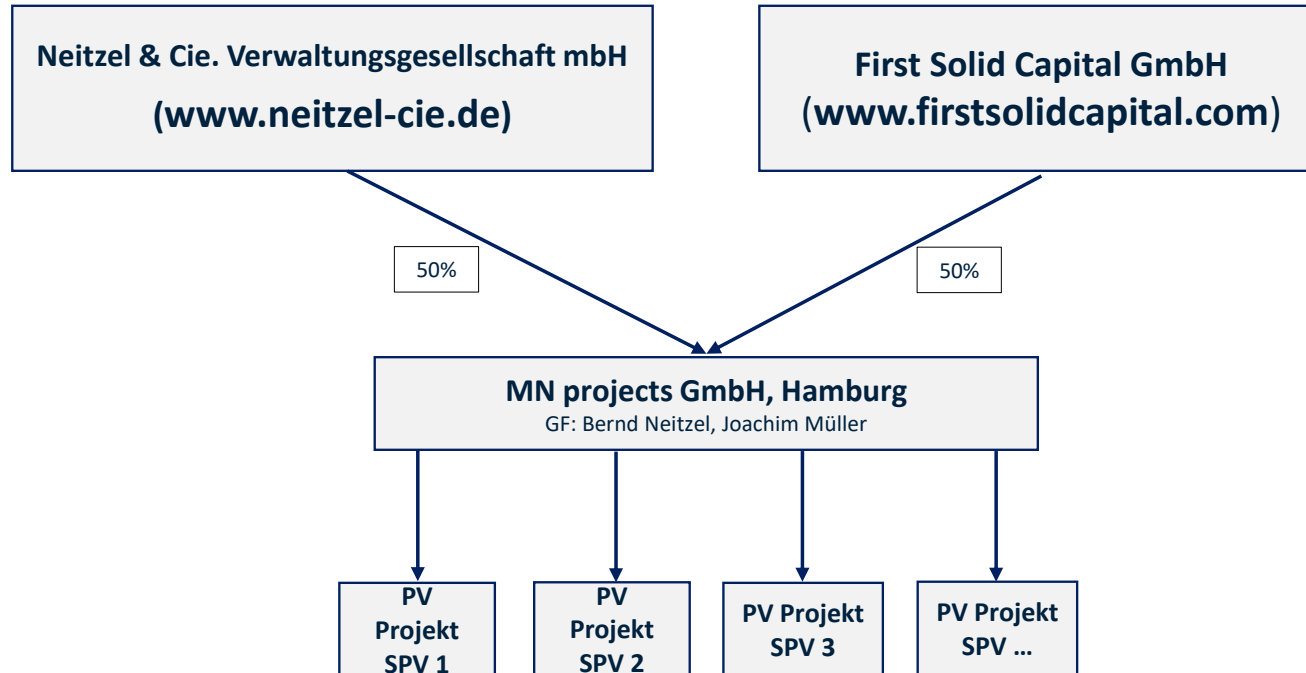 Neitzel & Cie. Verwaltungsgesellschaft mbH
(www.neitzel-cie.de)
First Solid Capital GmbH
(www.firstsolidcapital.com)
50%
50%
MN projects GmbH, Hamburg
GF: Bernd Neitzel, Joachim Müller
PV
Projekt
SPV 1
PV
Projekt
SPV 2
PV Projekt
SPV 3
PV Projekt
SPV ...